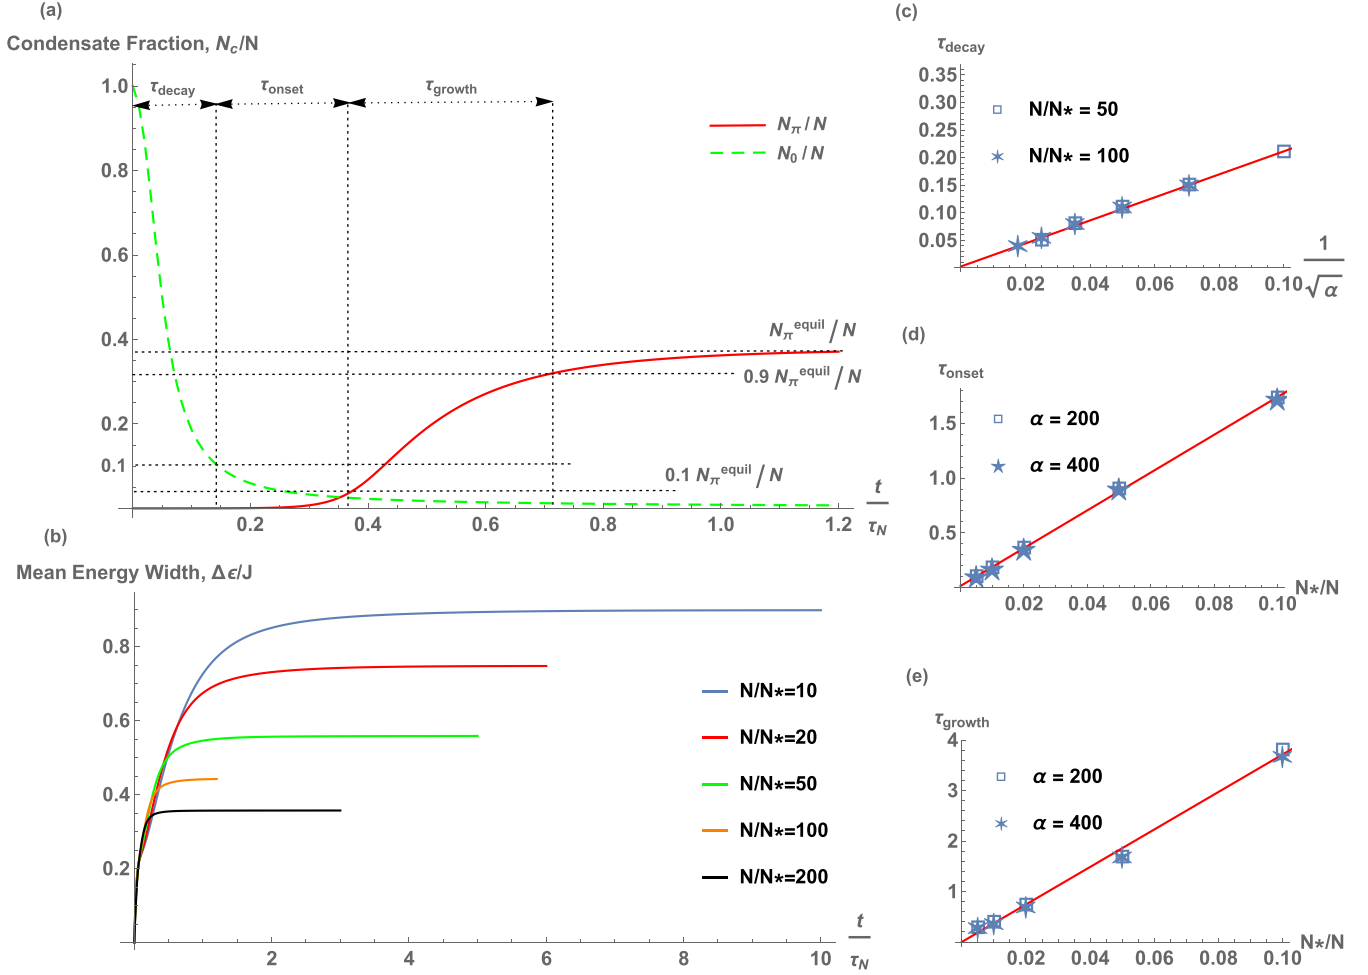 (a)
Condensate Fraction, N_c/N
1.0
0.8
0.6
0.4
0.2
0.1
τ_decay
τ_onset
τ_growth
N_π/N
N_0/N
N_π^equil/N
0.9 N_π^equil/N
0.1 N_π^equil/N
0.2 0.4 0.6 0.8 1.0 1.2
t/τ_N
(b)
Mean Energy Width, Δϵ/J
0.8
0.6
0.4
0.2
N/N*=10
N/N*=20
N/N*=50
N/N*=100
N/N*=200
2 4 6 8 10
t/τ_N
(c)
τ_decay
0.35
0.30
0.25
0.20
0.15
0.10
0.05
N/N* = 50
N/N* = 100
0.02 0.04 0.06 0.08 0.10
1/√α
(d)
τ_onset
1.5
1.0
0.5
α = 200
α = 400
0.02 0.04 0.06 0.08 0.10
N*/N
(e)
τ_growth
4
3
2
1
α = 200
α = 400
0.02 0.04 0.06 0.08 0.10
N*/N